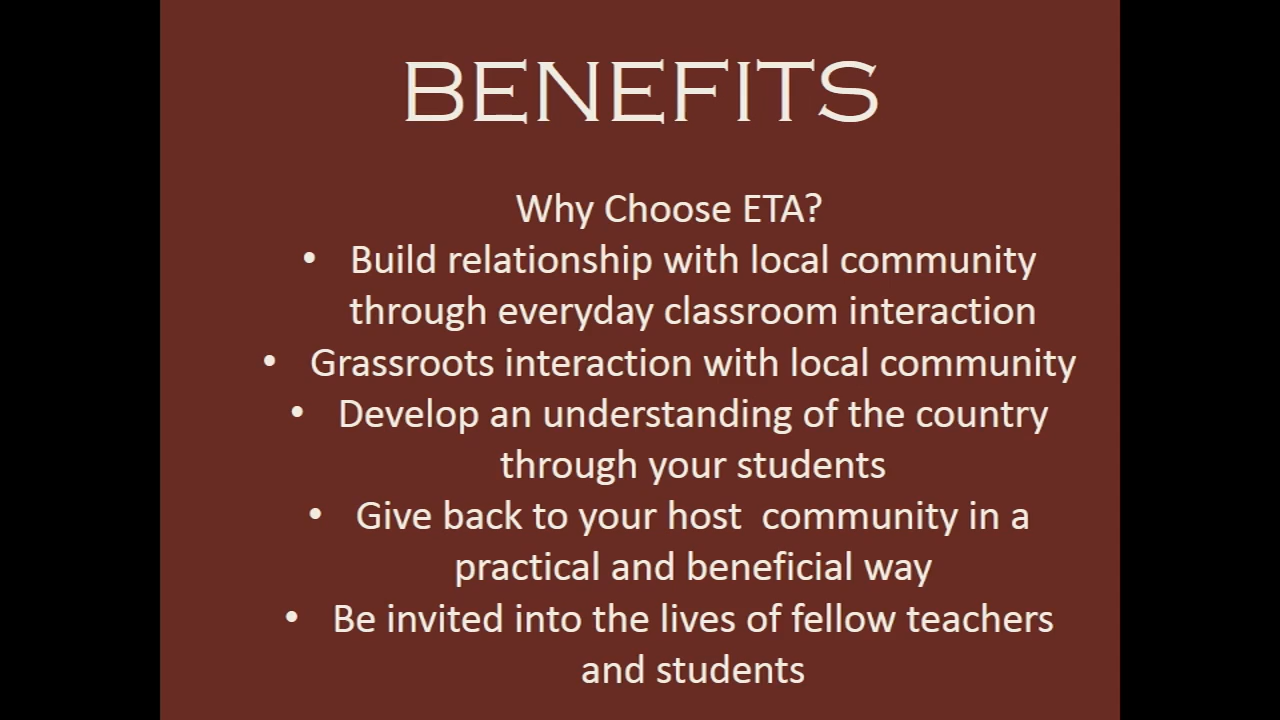 BENEFITS
Why Choose ETA?
• Build relationship with local community
through everyday classroom interaction
• Grassroots interaction with local community
• Develop an understanding of the country
through your students
• Give back to your host  community in a
practical and beneficial way
• Be invited into the lives of fellow teachers
and students